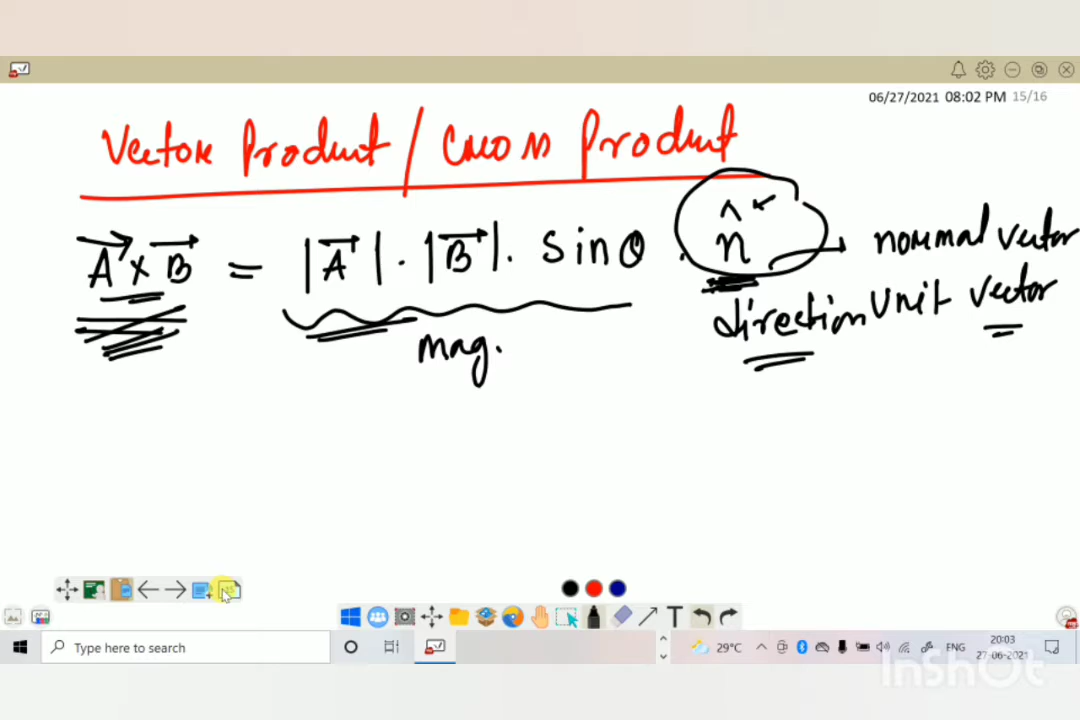 06/27/2021 08:02 PM 15/16
Vector Product / Cross Product
A⃗ × B⃗ = |A⃗| . |B⃗| . sin θ . n̂ → normal vector
direction unit vector
mag.
Type here to search
29°C
ENG
20:03
27-06-2021
InShOt